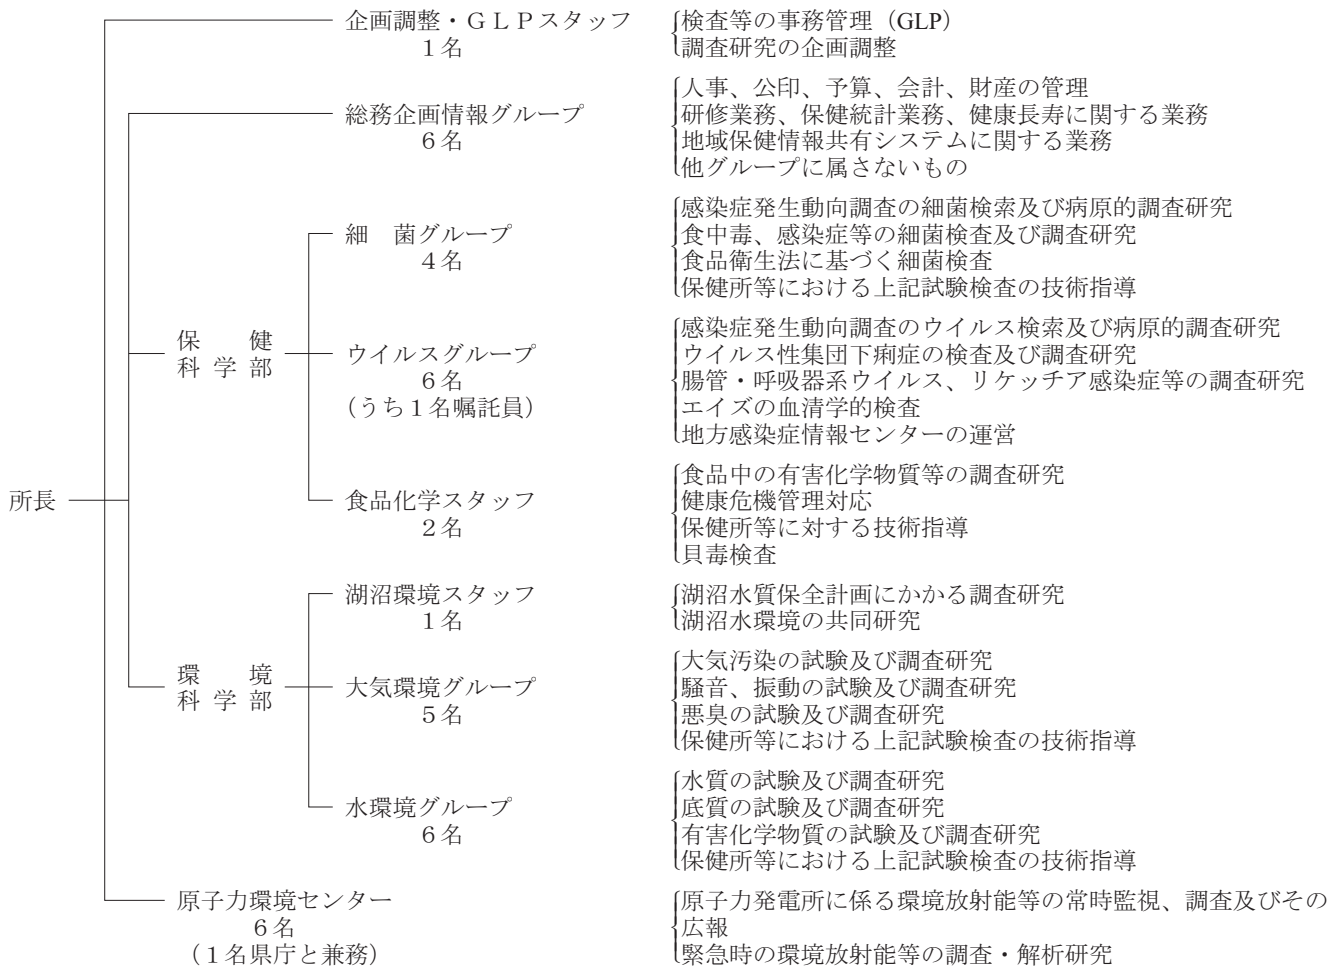 企画調整・ＧＬＰスタッフ
１名
検査等の事務管理（GLP）
調査研究の企画調整
総務企画情報グループ
６名
人事、公印、予算、会計、財産の管理
研修業務、保健統計業務、健康長寿に関する業務
地域保健情報共有システムに関する業務
他グループに属さないもの
保　健
科 学 部
細　菌グループ
４名
感染症発生動向調査の細菌検索及び病原的調査研究
食中毒、感染症等の細菌検査及び調査研究
食品衛生法に基づく細菌検査
保健所等における上記試験検査の技術指導
ウイルスグループ
６名
（うち１名嘱託員）
感染症発生動向調査のウイルス検索及び病原的調査研究
ウイルス性集団下痢症の検査及び調査研究
腸管・呼吸器系ウイルス、リケッチア感染症等の調査研究
エイズの血清学的検査
地方感染症情報センターの運営
食品化学スタッフ
２名
食品中の有害化学物質等の調査研究
健康危機管理対応
保健所等に対する技術指導
貝毒検査
所長
環　境
科 学 部
湖沼環境スタッフ
１名
湖沼水質保全計画にかかる調査研究
湖沼水環境の共同研究
大気環境グループ
５名
大気汚染の試験及び調査研究
騒音、振動の試験及び調査研究
悪臭の試験及び調査研究
保健所等における上記試験検査の技術指導
水環境グループ
６名
水質の試験及び調査研究
底質の試験及び調査研究
有害化学物質の試験及び調査研究
保健所等における上記試験検査の技術指導
原子力環境センター
６名
（１名県庁と兼務）
原子力発電所に係る環境放射能等の常時監視、調査及びその
広報
緊急時の環境放射能等の調査・解析研究